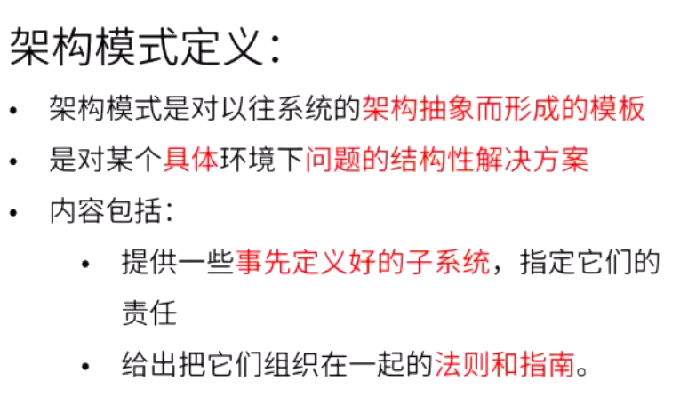 架构模式定义：
• 架构模式是对以往系统的架构抽象而形成的模板
• 是对某个具体环境下问题的结构性解决方案
• 内容包括：
• 提供一些事先定义好的子系统，指定它们的
责任
• 给出把它们组织在一起的法则和指南。